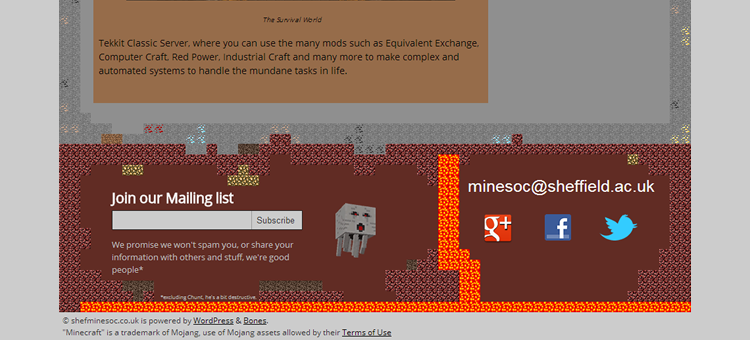 The Survival World
Tekkit Classic Server, where you can use the many mods such as Equivalent Exchange,
Computer Craft, Red Power, Industrial Craft and many more to make complex and
automated systems to handle the mundane tasks in life.
Join our Mailing list
Subscribe
We promise we won't spam you, or share your
information with others and stuff, we're good
people*
*excluding Chunt, he's a bit destructive.
minesoc@sheffield.ac.uk
g+
f
© shefminesoc.co.uk is powered by WordPress & Bones.
"Minecraft" is a trademark of Mojang, use of Mojang assets allowed by their Terms of Use